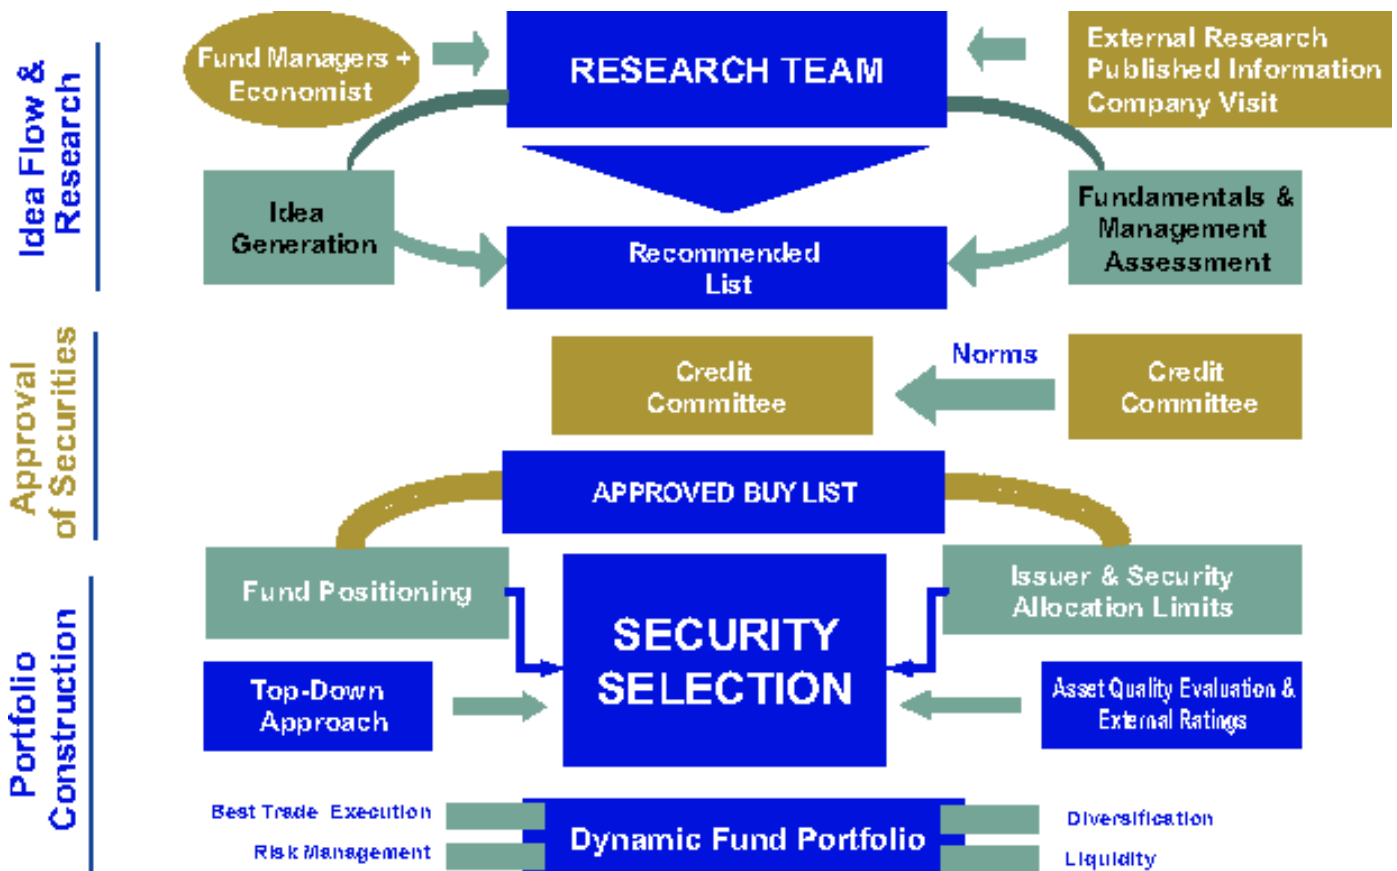 Idea Flow &
Research
Fund Managers +
Economist
RESEARCH TEAM
External Research
Published Information
Company Visit
Idea
Generation
Recommended
List
Fundamentals &
Management
Assessment
Approval
of Securities
Credit
Committee
Norms
Credit
Committee
APPROVED BUY LIST
Portfolio
Construction
Fund Positioning
SECURITY
SELECTION
Issuer & Security
Allocation Limits
Top-Down
Approach
Asset Quality Evaluation &
External Ratings
Best Trade Execution
Risk Management
Dynamic Fund Portfolio
Diversification
Liquidity